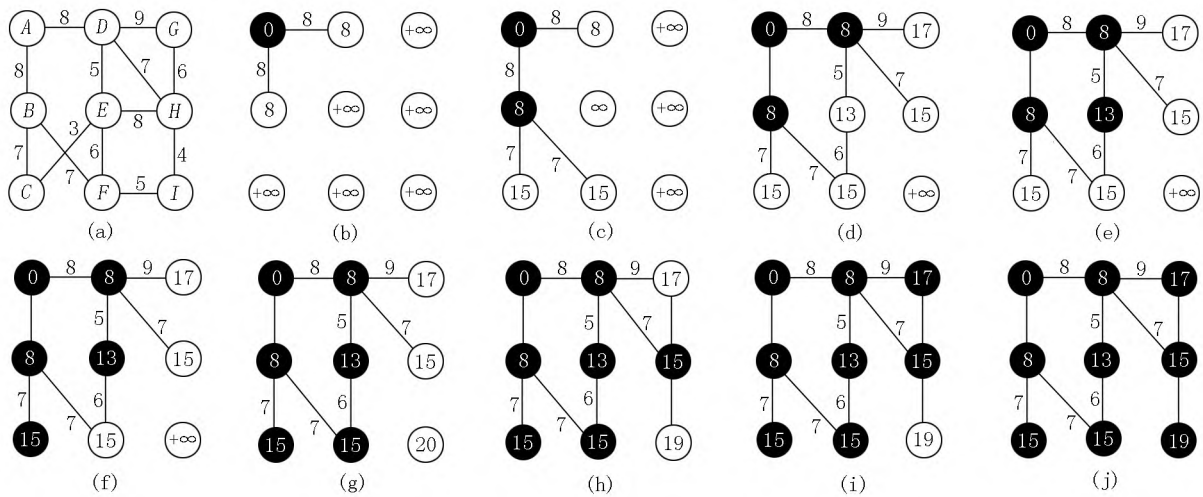 A 8 D 9 G
8 5 7 6
B E 8 H
7 3 7 6 4
C F 5 I
(a)
0 8 8 +∞
8
8 +∞ +∞
+∞ +∞ +∞
(b)
0 8 8 +∞
8
8 ∞ +∞
7 7
15 15 +∞
(c)
0 8 8 9 17
5 7
8 13 15
7 7 6
15 15 +∞
(d)
0 8 8 9 17
5 7
8 13 15
7 7 6
15 15 +∞
(e)
0 8 8 9 17
5 7
8 13 15
7 7 6
15 15 +∞
(f)
0 8 8 9 17
5 7
8 13 15
7 7 6
15 15 20
(g)
0 8 8 9 17
5 7
8 13 15
7 7 6
15 15 19
(h)
0 8 8 9 17
5 7
8 13 15
7 7 6
15 15 19
(i)
0 8 8 9 17
5 7
8 13 15
7 7 6
15 15 19
(j)